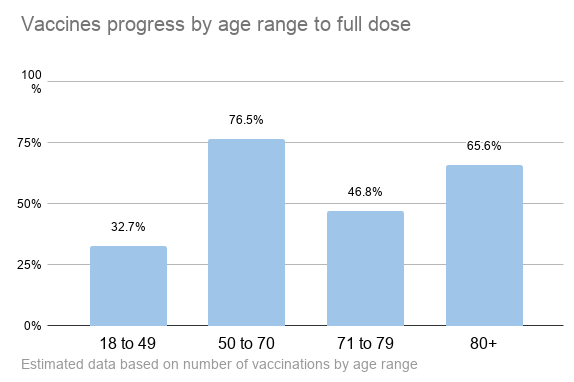 Vaccines progress by age range to full dose
100
%
76.5%
75%
65.6%
46.8%
50%
32.7%
25%
0%
18 to 49
50 to 70
71 to 79
80+
Estimated data based on number of vaccinations by age range